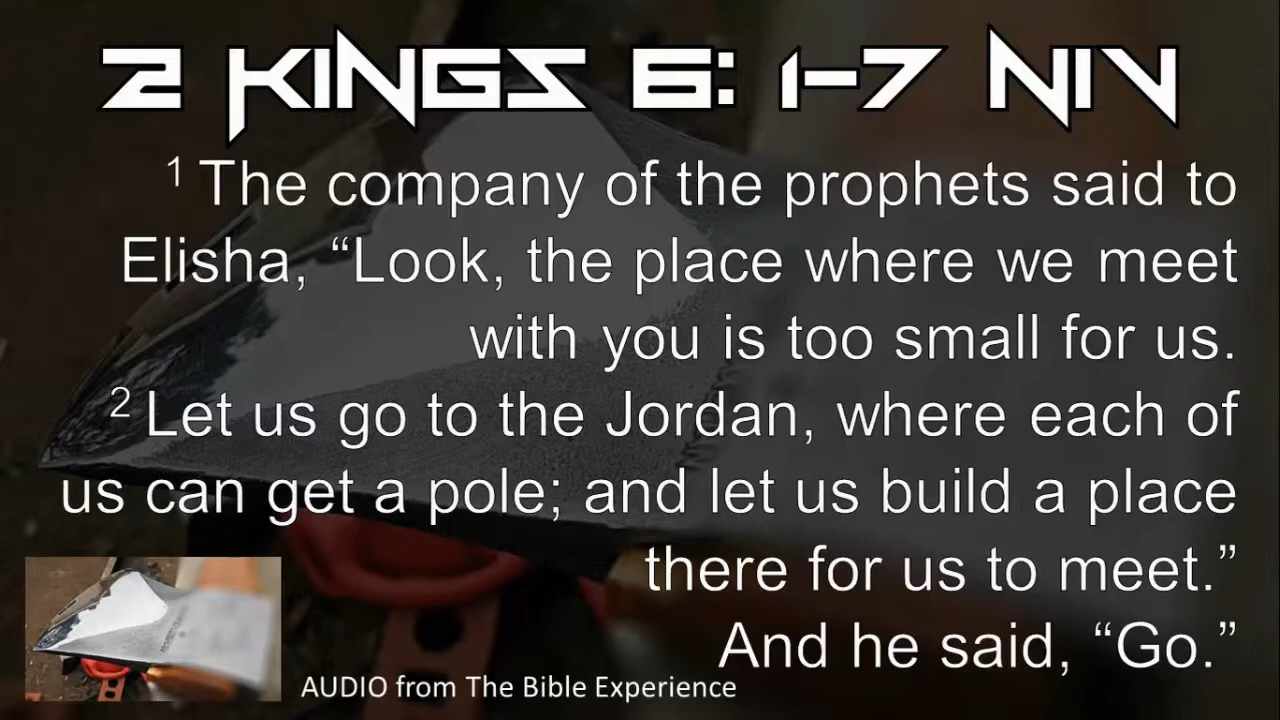 2 KINGS 6: 1-7 NIV
1 The company of the prophets said to
Elisha, “Look, the place where we meet
with you is too small for us.
2 Let us go to the Jordan, where each of
us can get a pole; and let us build a place
there for us to meet.”
And he said, “Go.”
AUDIO from The Bible Experience